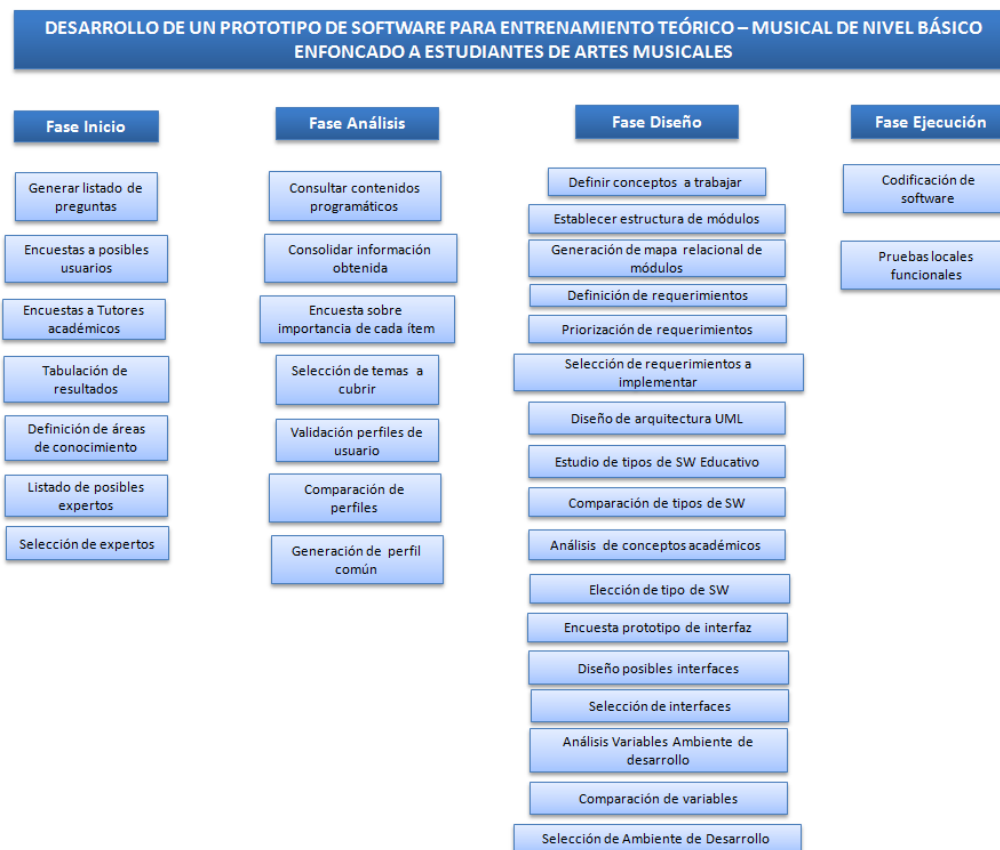 DESARROLLO DE UN PROTOTIPO DE SOFTWARE PARA ENTRENAMIENTO TEÓRICO – MUSICAL DE NIVEL BÁSICO
ENFONCADO A ESTUDIANTES DE ARTES MUSICALES
Fase Inicio
Generar listado de
preguntas
Encuestas a posibles
usuarios
Encuestas a Tutores
académicos
Tabulación de
resultados
Definición de áreas
de conocimiento
Listado de posibles
expertos
Selección de expertos
Fase Análisis
Consultar contenidos
programáticos
Consolidar información
obtenida
Encuesta sobre
importancia de cada ítem
Selección de temas a
cubrir
Validación perfiles de
usuario
Comparación de
perfiles
Generación de perfil
común
Fase Diseño
Definir conceptos a trabajar
Establecer estructura de módulos
Generación de mapa relacional de
módulos
Definición de requerimientos
Priorización de requerimientos
Selección de requerimientos a
implementar
Diseño de arquitectura UML
Estudio de tipos de SW Educativo
Comparación de tipos de SW
Análisis de conceptos académicos
Elección de tipo de SW
Encuesta prototipo de interfaz
Diseño posibles interfaces
Selección de interfaces
Análisis Variables Ambiente de
desarrollo
Comparación de variables
Selección de Ambiente de Desarrollo
Fase Ejecución
Codificación de
software
Pruebas locales
funcionales